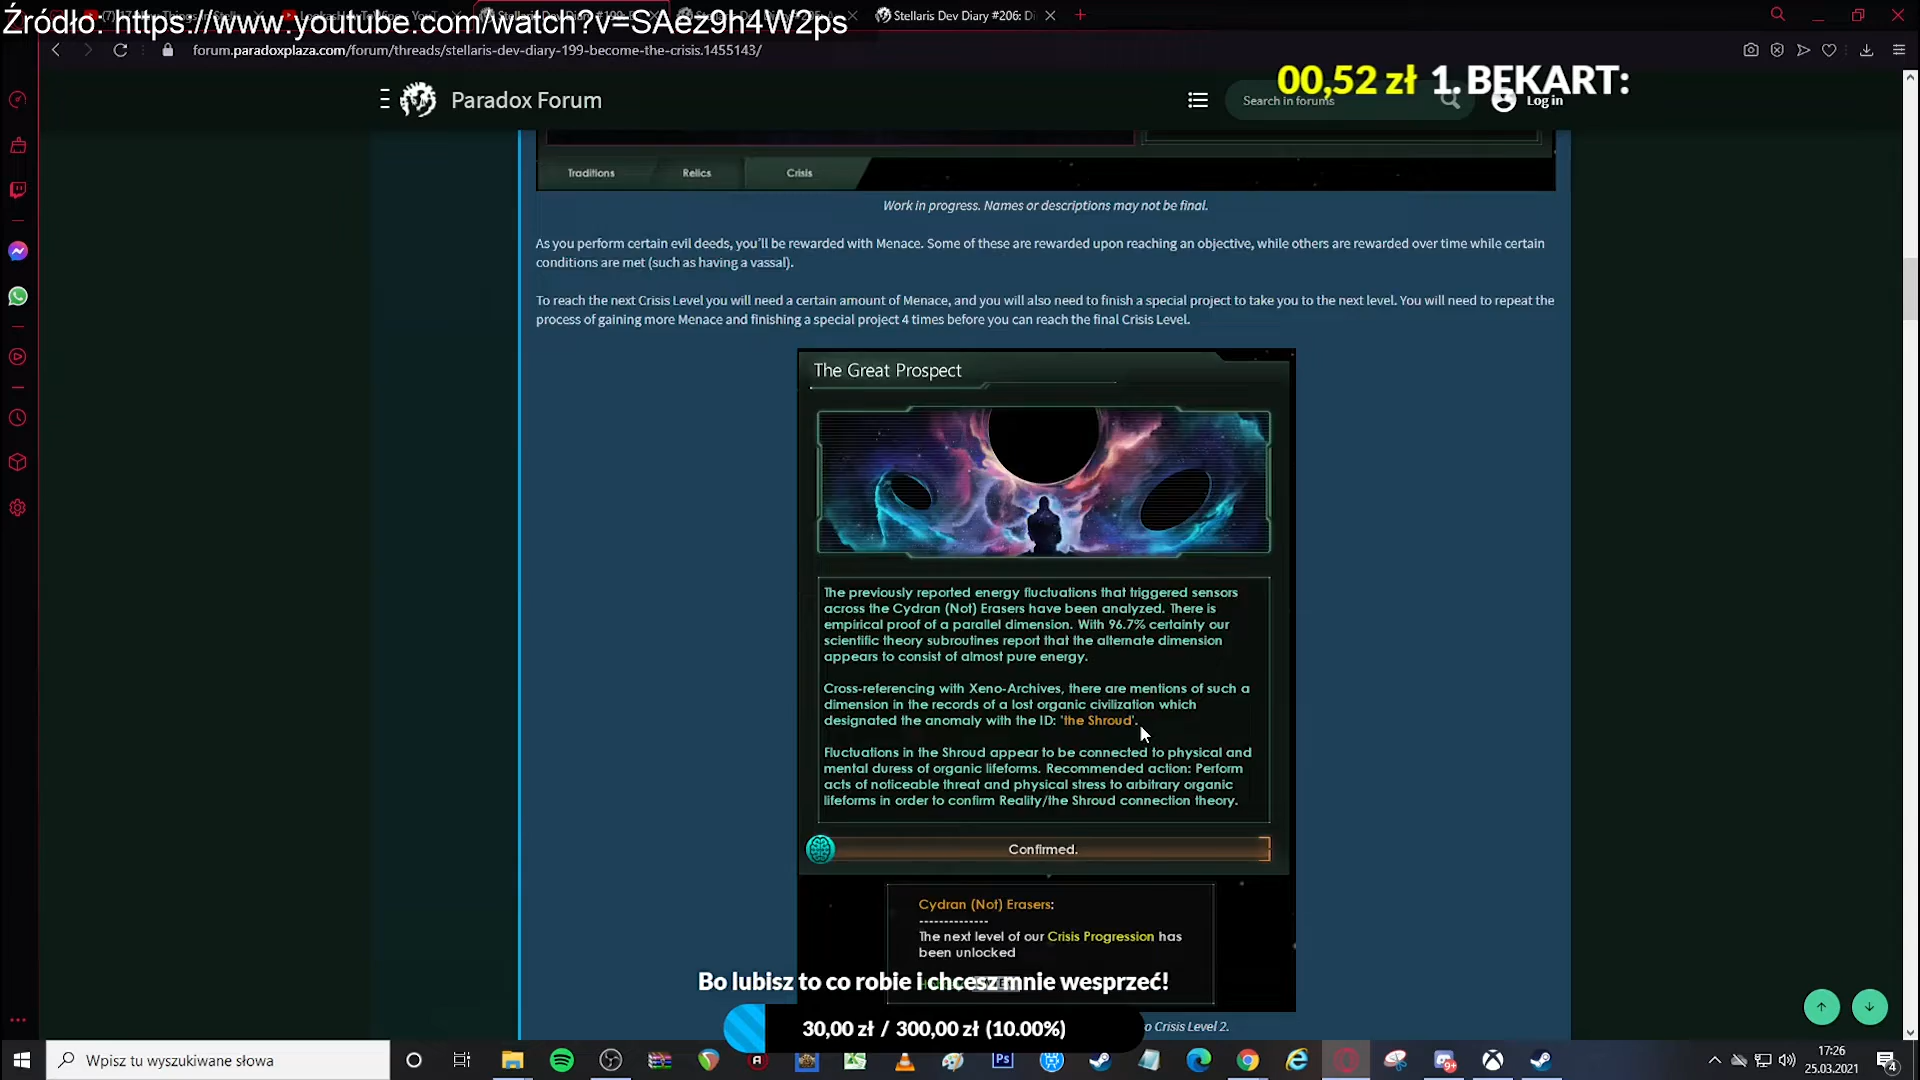 Źródło: https://www.youtube.com/watch?v=SAez9h4W2ps
Stellaris Dev Diary #206: Di
forum.paradoxplaza.com/forum/threads/stellaris-dev-diary-199-become-the-crisis.1455143/
00,52 zł 1. BEKART:
Paradox Forum
Search in forums
Log in
Traditions
Relics
Crisis
Work in progress. Names or descriptions may not be final.
As you perform certain evil deeds, you'll be rewarded with Menace. Some of these are rewarded upon reaching an objective, while others are rewarded over time while certain
conditions are met (such as having a vassal).
To reach the next Crisis Level you will need a certain amount of Menace, and you will also need to finish a special project to take you to the next level. You will need to repeat the
process of gaining more Menace and finishing a special project 4 times before you can reach the final Crisis Level.
The Great Prospect
The previously reported energy fluctuations that triggered sensors
across the Cydran (Not) Erasers have been analyzed. There is
empirical proof of a parallel dimension. With 96.7% certainty our
scientific theory subroutines report that the alternate dimension
appears to consist of almost pure energy.
Cross-referencing with Xeno-Archives, there are mentions of such a
dimension in the records of a lost organic civilization which
designated the anomaly with the ID: 'the Shroud'.
Fluctuations in the Shroud appear to be connected to physical and
mental duress of organic lifeforms. Recommended action: Perform
acts of noticeable threat and physical stress to arbitrary organic
lifeforms in order to confirm Reality/the Shroud connection theory.
Confirmed.
Cydran (Not) Erasers:
--------------
The next level of our Crisis Progression has
been unlocked
Bo lubisz to co robie i chcesz mnie wesprzeć!
30,00 zł / 300,00 zł (10.00%)
o Crisis Level 2.
Wpisz tu wyszukiwane słowa
Ps
9+
17:26
25.03.2021
4